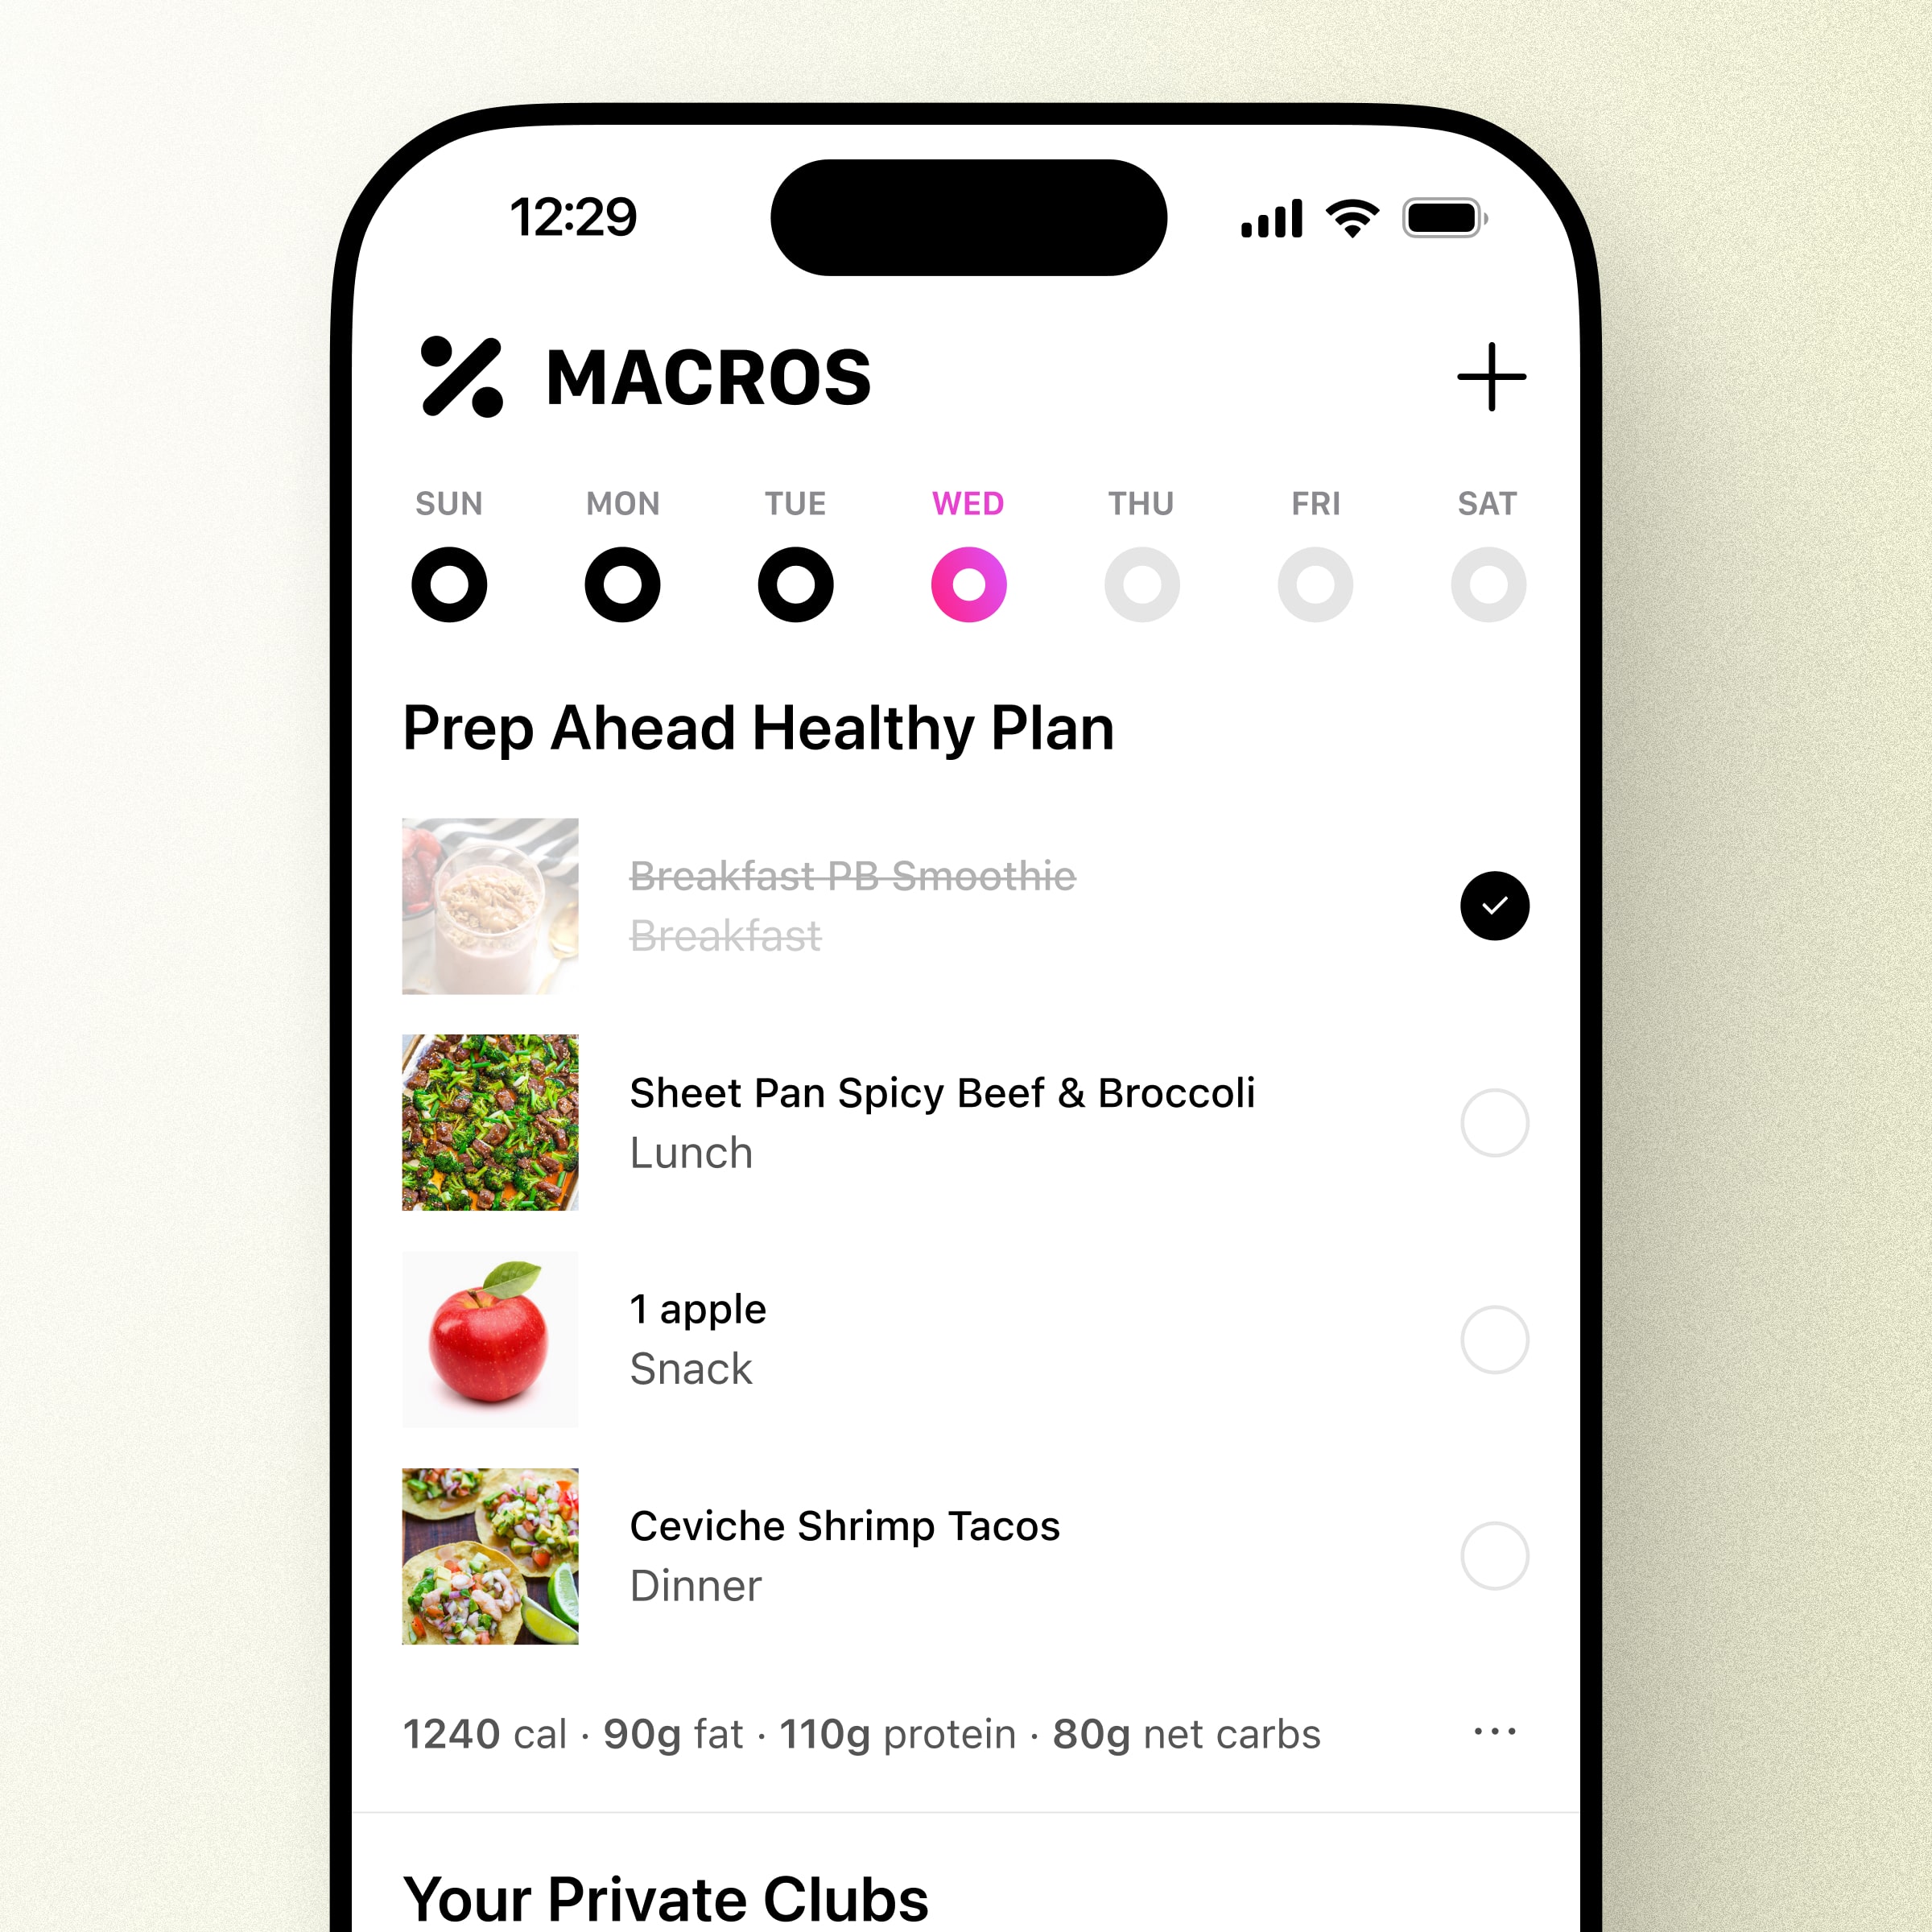 12:29
MACROS
SUN MON TUE WED THU FRI SAT
Prep Ahead Healthy Plan
Breakfast PB Smoothie
Breakfast
Sheet Pan Spicy Beef & Broccoli
Lunch
1 apple
Snack
Ceviche Shrimp Tacos
Dinner
1240 cal · 90g fat · 110g protein · 80g net carbs
Your Private Clubs